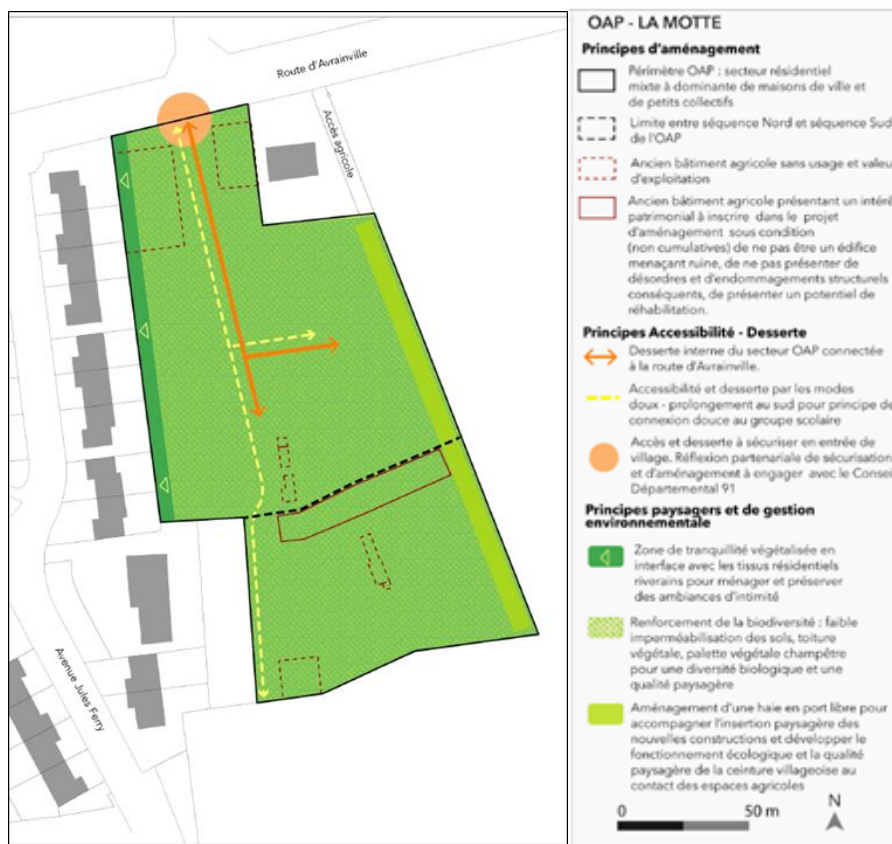 Route d'Avrainville
Accès agricole
Avenue Jules Ferry
OAP - LA MOTTE
Principes d'aménagement
Périmètre OAP : secteur résidentiel
mixte à dominante de maisons de ville et
de petits collectifs
Limite entre séquence Nord et séquence Sud
de l'OAP
Ancien bâtiment agricole sans usage et valeu
d'exploitation
Ancien bâtiment agricole présentant un intérê
patrimonial à inscrire dans le projet
d'aménagement sous condition
(non cumulatives) de ne pas être un édifice
menaçant ruine, de ne pas présenter de
désordres et d'endommagements structurels
conséquents, de présenter un potentiel de
réhabilitation.
Principes Accessibilité - Desserte
Desserte interne du secteur OAP connectée
à la route d'Avrainville.
Accessibilité et desserte par les modes
doux - prolongement au sud pour principe de
connexion douce au groupe scolaire
Accès et desserte à sécuriser en entrée de
village. Réflexion partenariale de sécurisation
et d'aménagement à engager avec le Consei
Départemental 91
Principes paysagers et de gestion
environnementale
Zone de tranquillité végétalisée en
interface avec les tissus résidentiels
riverains pour ménager et préserver
des ambiances d'intimité
Renforcement de la biodiversité : faible
imperméabilisation des sols, toiture
végétale, palette végétale champêtre
pour une diversité biologique et une
qualité paysagère
Aménagement d'une haie en port libre pour
accompagner l'insertion paysagère des
nouvelles constructions et développer le
fonctionnement écologique et la qualité
paysagère de la ceinture villageoise au
contact des espaces agricoles
0 50 m N